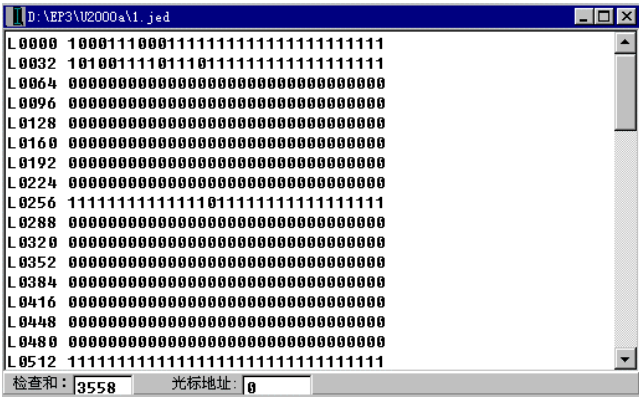 D:\EP3\U2000a\1.jed
L0000 10001110001111111111111111111111
L0032 10100111101110111111111111111111
L0064 00000000000000000000000000000000
L0096 00000000000000000000000000000000
L0128 00000000000000000000000000000000
L0160 00000000000000000000000000000000
L0192 00000000000000000000000000000000
L0224 00000000000000000000000000000000
L0256 11111111111111011111111111111111
L0288 00000000000000000000000000000000
L0320 00000000000000000000000000000000
L0352 00000000000000000000000000000000
L0384 00000000000000000000000000000000
L0416 00000000000000000000000000000000
L0448 00000000000000000000000000000000
L0480 00000000000000000000000000000000
L0512 11111111111111111111111111111111
检查和: 3558 光标地址: 0